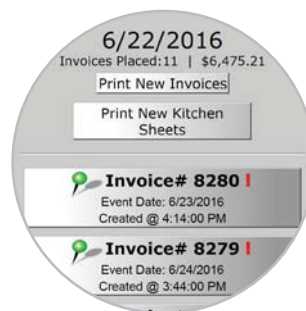 6/22/2016
Invoices Placed:11 | $6,475.21
Print New Invoices
Print New Kitchen
Sheets
Invoice# 8280 !
Event Date: 6/23/2016
Created @ 4:14:00 PM
Invoice# 8279 !
Event Date: 6/24/2016
Created @ 3:44:00 PM